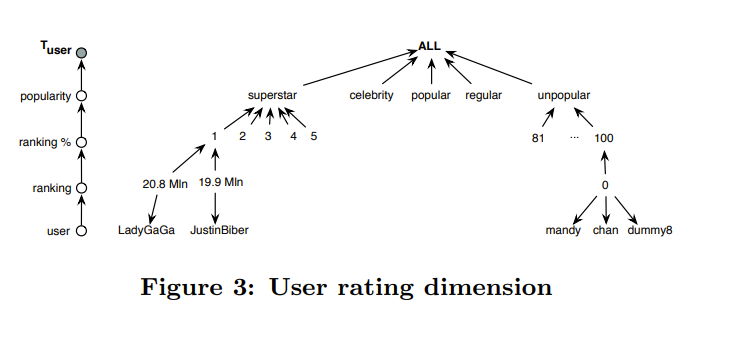 Tuser ALL
popularity superstar celebrity popular regular unpopular
ranking % 1 2 3 4 5 81 ... 100
ranking 20.8 Mln 19.9 Mln 0
user LadyGaGa JustinBiber mandy chan dummy8
Figure 3: User rating dimension